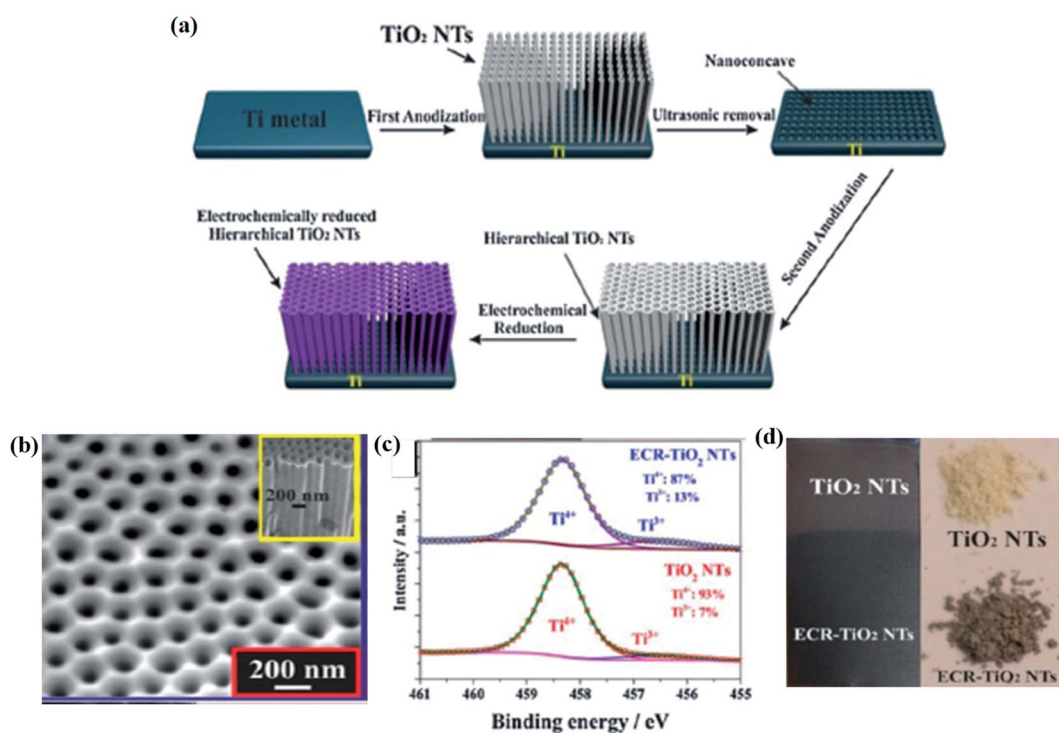 (a)
TiO₂ NTs
Nanoconcave
Ti metal
First Anodization
Ultrasonic removal
Ti
Ti
Electrochemically reduced
Hierarchical TiO₂ NTs
Hierarchical TiO₂ NTs
Second Anodization
Electrochemical
Reduction
Ti
Ti
(b)
200 nm
200 nm
(c)
ECR-TiO₂ NTs
Ti⁴⁺: 87%
Ti³⁺: 13%
Ti⁴⁺
Ti³⁺
TiO₂ NTs
Ti⁴⁺: 93%
Ti³⁺: 7%
Ti⁴⁺
Ti³⁺
Intensity / a.u.
461 460 459 458 457 456 455
Binding energy / eV
(d)
TiO₂ NTs
TiO₂ NTs
ECR-TiO₂ NTs
ECR-TiO₂ NTs